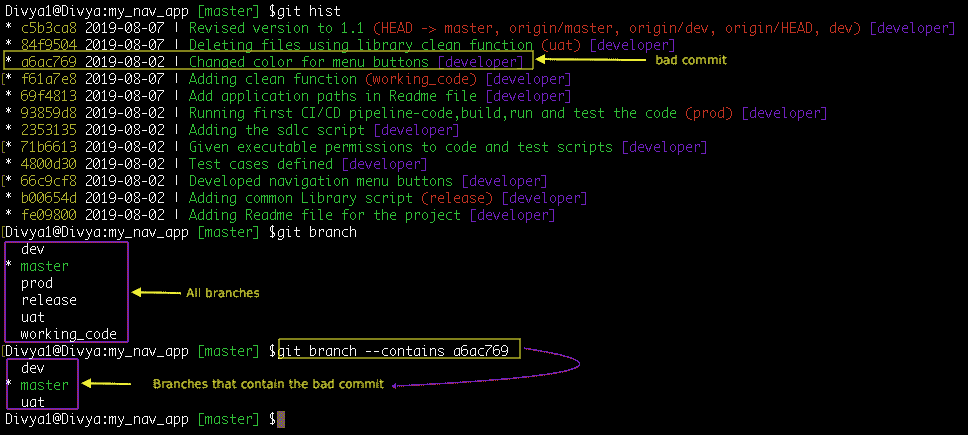 Divya1@Divya:my_nav_app [master] $git hist
* c5b3ca8 2019-08-07 | Revised version to 1.1 (HEAD -> master, origin/master, origin/dev, origin/HEAD, dev) [developer]
* 84f9504 2019-08-07 | Deleting files using library clean function (uat) [developer]
* a6ac769 2019-08-02 | Changed color for menu buttons [developer] bad commit
[* f61a7e8 2019-08-07 | Adding clean function (working_code) [developer]
* 69f4813 2019-08-07 | Add application paths in Readme file [developer]
* 93859d8 2019-08-02 | Running first CI/CD pipeline-code,build,run and test the code (prod) [developer]
* 2353135 2019-08-02 | Adding the sdlc script [developer]
[* 71b6613 2019-08-02 | Given executable permissions to code and test scripts [developer]
* 4800d30 2019-08-02 | Test cases defined [developer]
[* 66c9cf8 2019-08-02 | Developed navigation menu buttons [developer]
* b00654d 2019-08-02 | Adding common Library script (release) [developer]
* fe09800 2019-08-02 | Adding Readme file for the project [developer]
[Divya1@Divya:my_nav_app [master] $git branch
dev
* master
prod
release
All branches
uat
working_code
[Divya1@Divya:my_nav_app [master] $git branch --contains a6ac769
dev
* master
Branches that contain the bad commit
uat
Divya1@Divya:my_nav_app [master] $